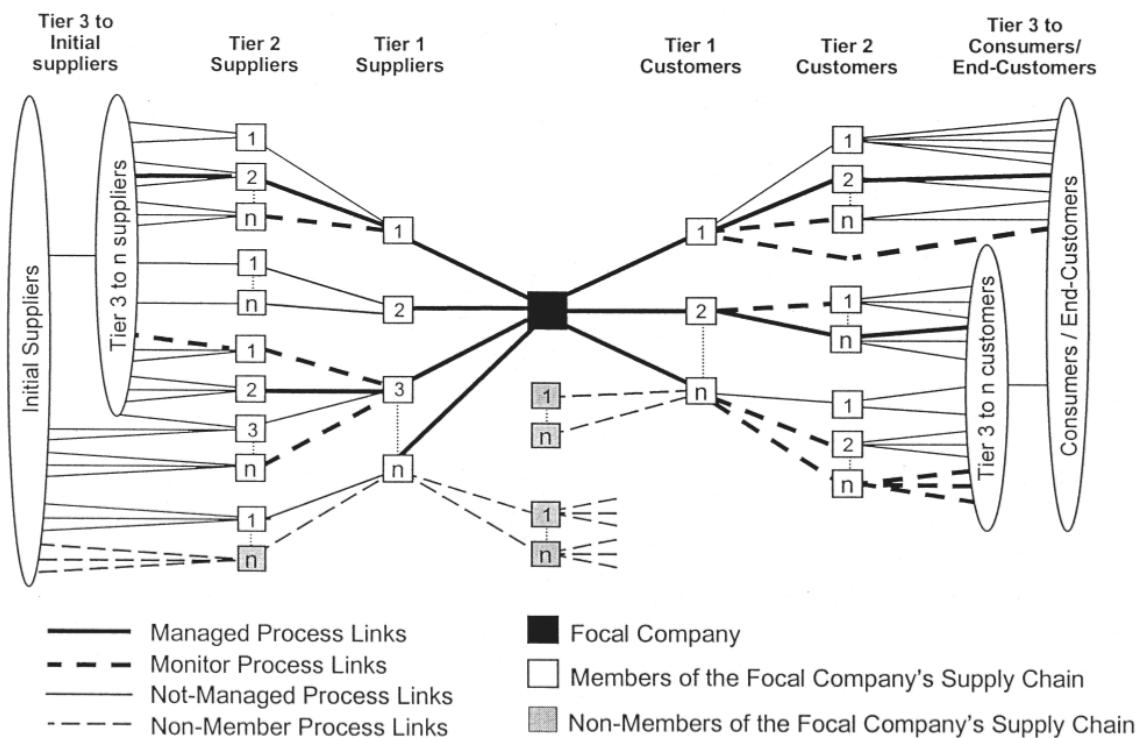 Tier 3 to
Initial
suppliers
Tier 2
Suppliers
Tier 1
Suppliers
Tier 1
Customers
Tier 2
Customers
Tier 3 to
Consumers/
End-Customers
Initial Suppliers
Tier 3 to n suppliers
1
2
n
1
n
1
2
3
n
1
n
1
2
3
n
1
n
1
n
1
2
n
1
2
n
1
n
1
2
n
Tier 3 to n customers
Consumers / End-Customers
Managed Process Links
Monitor Process Links
Not-Managed Process Links
Non-Member Process Links
Focal Company
Members of the Focal Company's Supply Chain
Non-Members of the Focal Company's Supply Chain